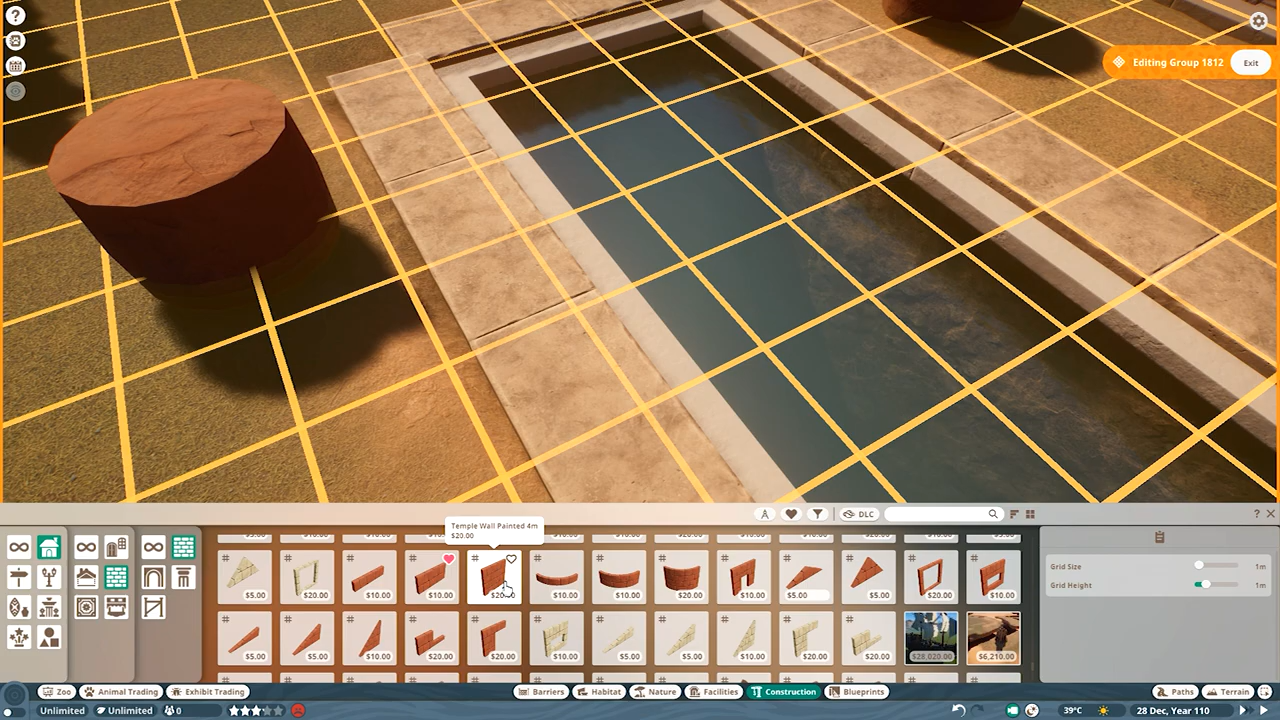 ?
Editing Group 1812
Exit
Temple Wall Painted 4m
$20.00
DLC
?
Grid Size 1m
Grid Height 1m
$5.00 $20.00 $10.00 $10.00 $20.00 $10.00 $10.00 $20.00 $10.00 $5.00 $5.00 $20.00 $10.00
$5.00 $5.00 $10.00 $20.00 $20.00 $10.00 $5.00 $5.00 $10.00 $20.00 $20.00 $28,020.00 $6,210.00
Zoo Animal Trading Exhibit Trading Barriers Habitat Nature Facilities Construction Blueprints Paths Terrain
Unlimited Unlimited 0 39°C 28 Dec, Year 110